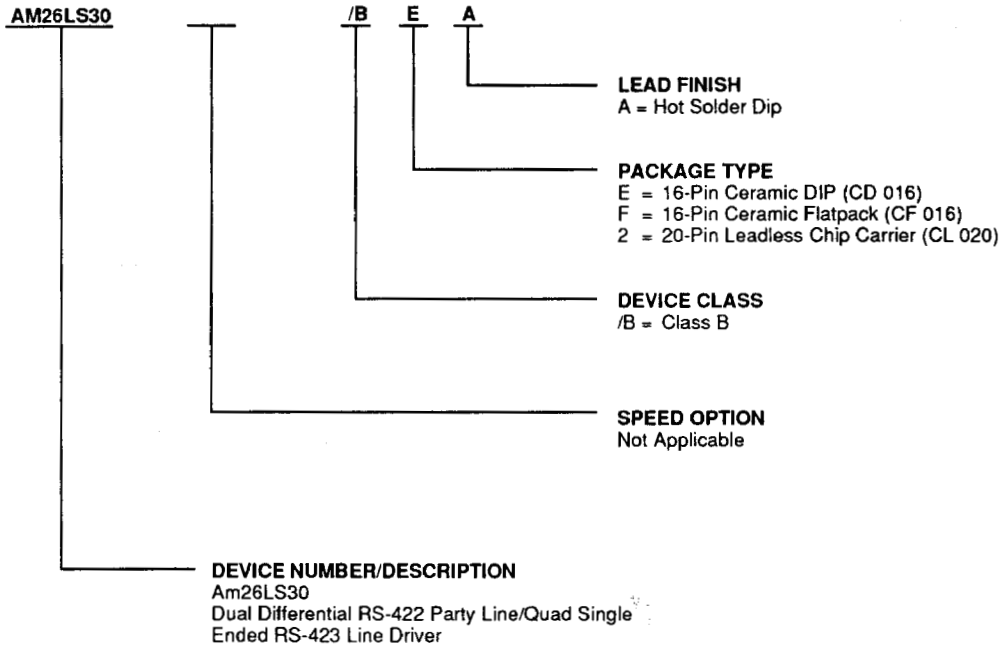 AM26LS30 /B E A
LEAD FINISH
A = Hot Solder Dip
PACKAGE TYPE
E = 16-Pin Ceramic DIP (CD 016)
F = 16-Pin Ceramic Flatpack (CF 016)
2 = 20-Pin Leadless Chip Carrier (CL 020)
DEVICE CLASS
/B = Class B
SPEED OPTION
Not Applicable
DEVICE NUMBER/DESCRIPTION
Am26LS30
Dual Differential RS-422 Party Line/Quad Single
Ended RS-423 Line Driver